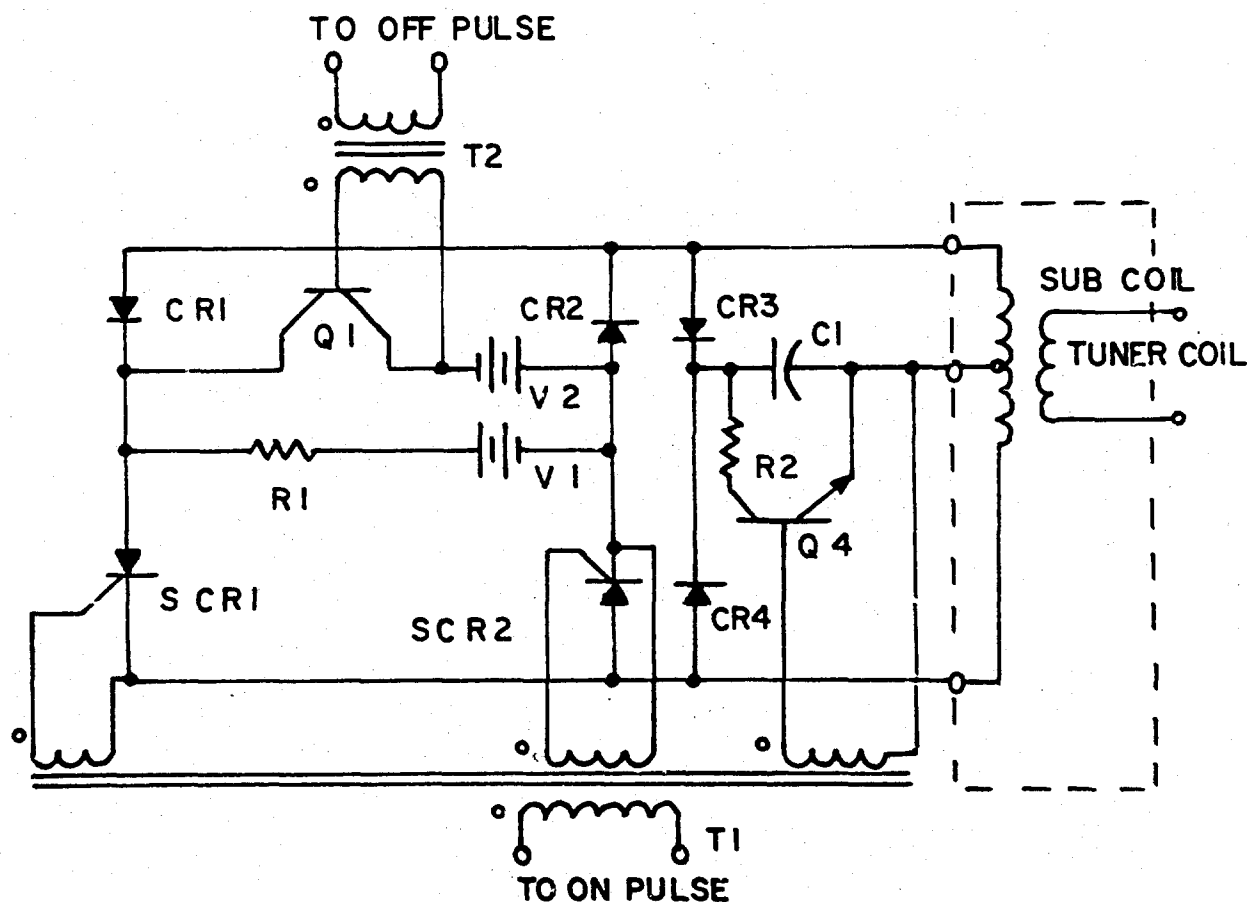 TO OFF PULSE
T2
CR1
Q1
CR2
CR3
C1
SUB COIL
TUNER COIL
V2
V1
R1
R2
Q4
SCR1
SCR2
CR4
T1
TO ON PULSE